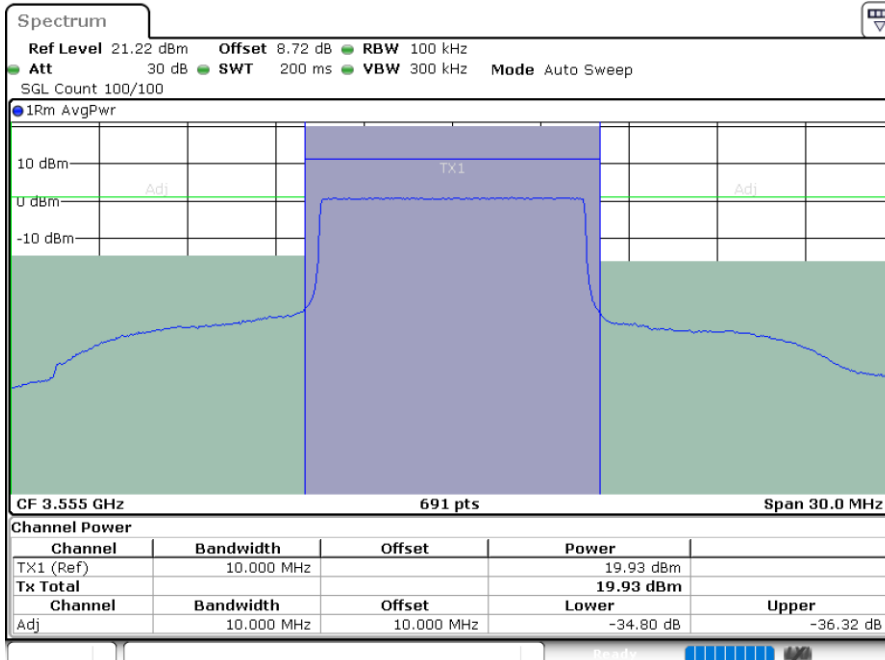 Spectrum
Ref Level 21.22 dBm Offset 8.72 dB RBW 100 kHz
Att 30 dB SWT 200 ms VBW 300 kHz Mode Auto Sweep
SGL Count 100/100
1Rm AvgPwr
10 dBm
TX1
Adj Adj
0 dBm
-10 dBm
CF 3.555 GHz 691 pts Span 30.0 MHz
Channel Power
Channel Bandwidth Offset Power
TX1 (Ref) 10.000 MHz 19.93 dBm
Tx Total 19.93 dBm
Channel Bandwidth Offset Lower Upper
Adj 10.000 MHz 10.000 MHz -34.80 dB -36.32 dB
Ready